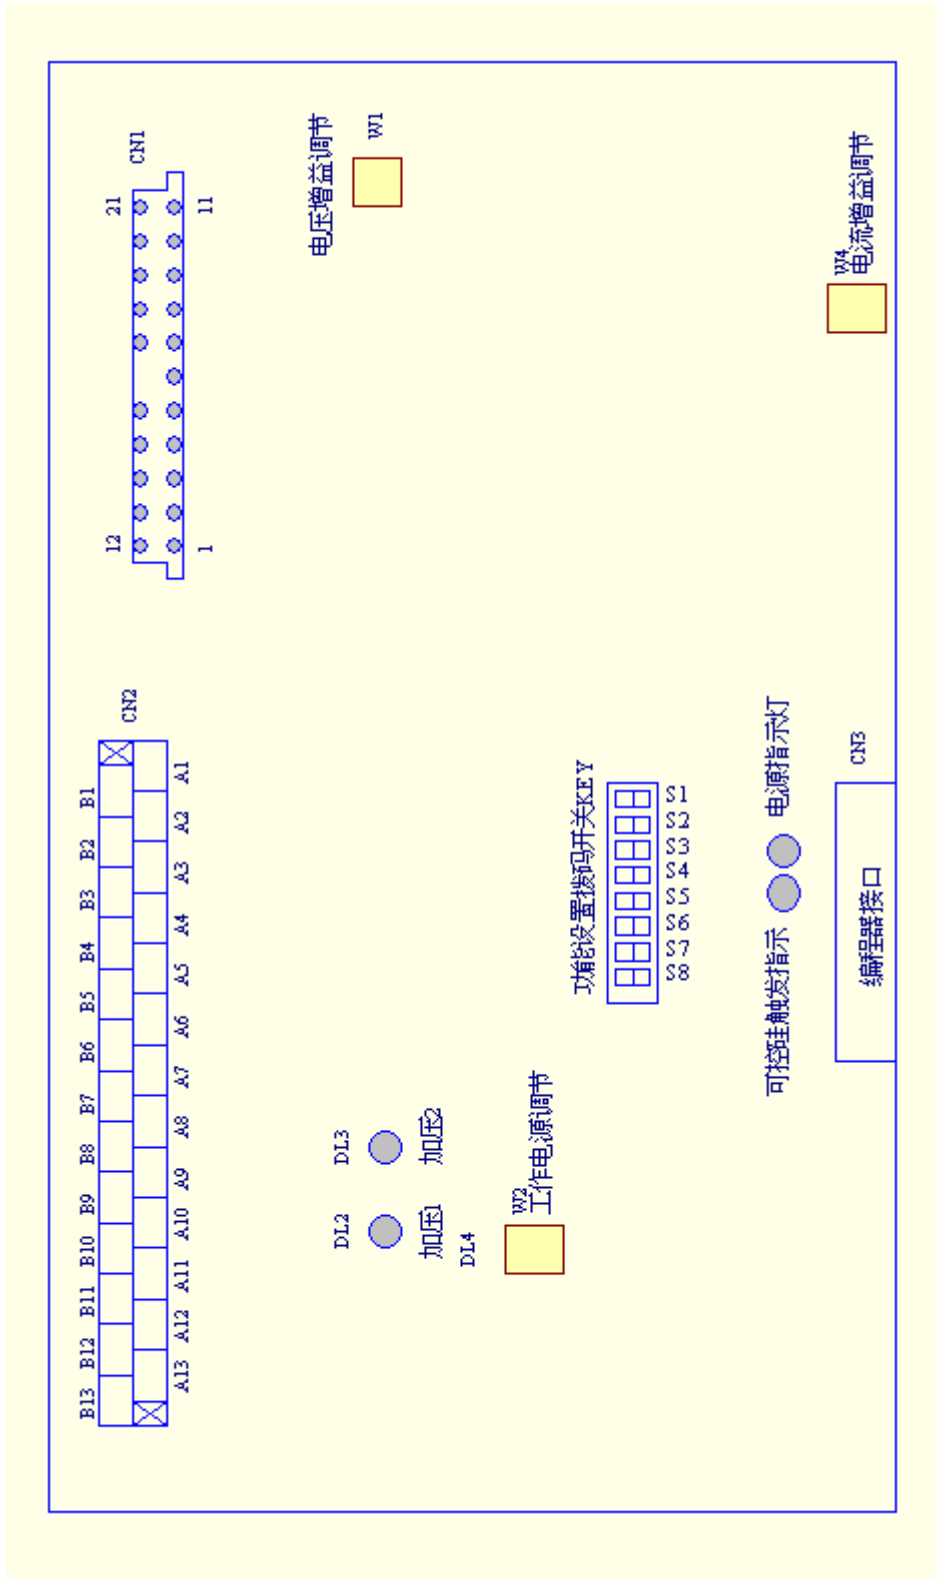 CN1
21
11
12
1
电压增益调节
W1
W4
电流增益调节
CN2
B1
B2
B3
B4
B5
B6
B7
B8
B9
B10
B11
B12
B13
A1
A2
A3
A4
A5
A6
A7
A8
A9
A10
A11
A12
A13
功能设置拨码开关KEY
S1
S2
S3
S4
S5
S6
S7
S8
电源指示灯
可控硅触发指示
CN3
编程器接口
DL3
加压2
DL2
加压1
DL4
W2
工作电源调节